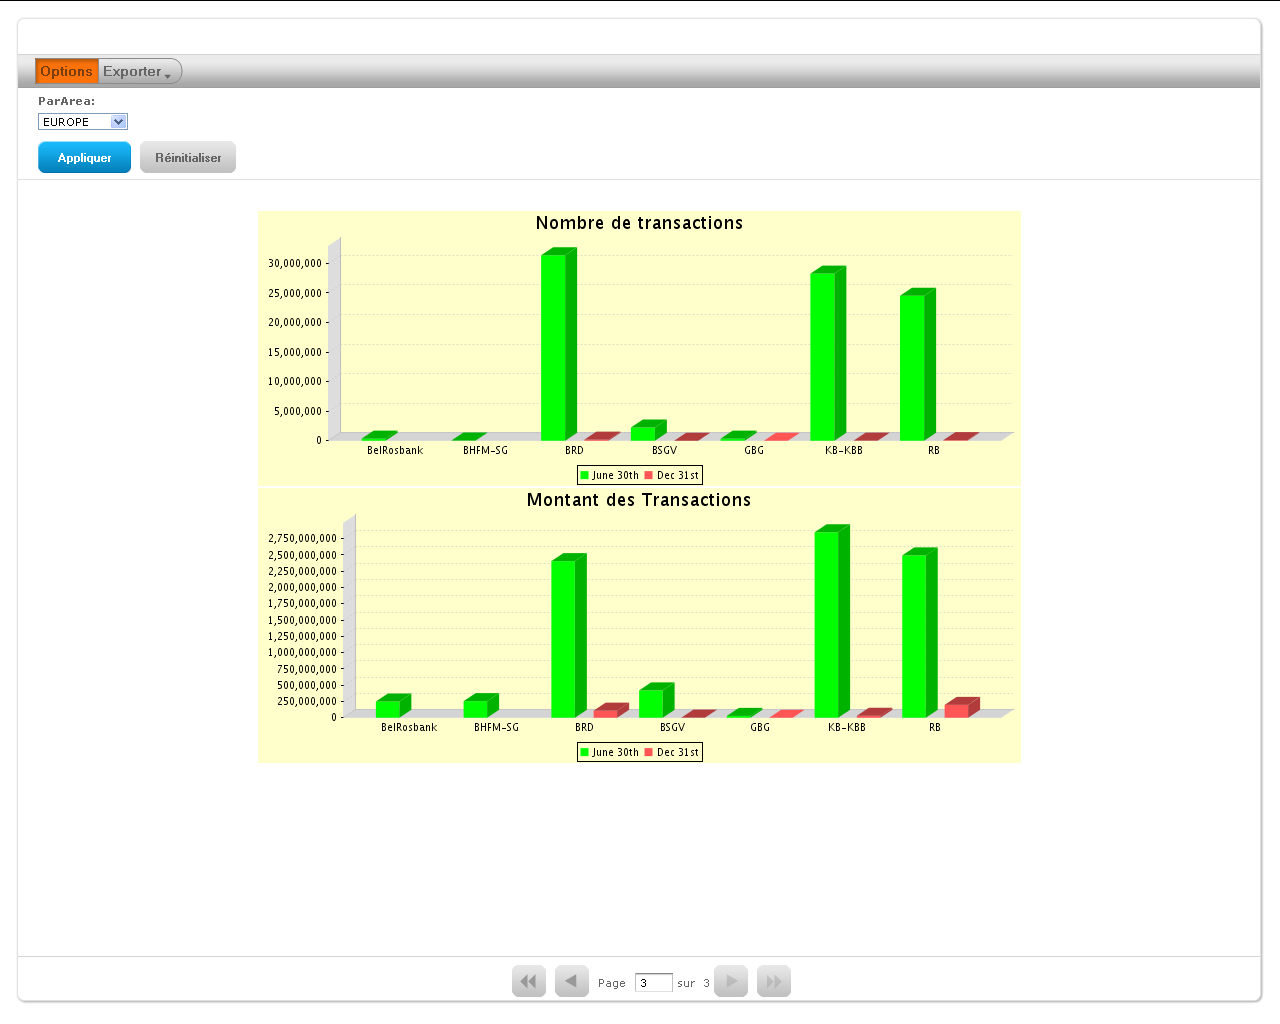 Options Exporter
ParArea:
EUROPE
Appliquer Réinitialiser
Nombre de transactions
30,000,000
25,000,000
20,000,000
15,000,000
10,000,000
5,000,000
0
BelRosbank BHFM-SG BRD BSGV GBG KB-KBB RB
June 30th Dec 31st
Montant des Transactions
2,750,000,000
2,500,000,000
2,250,000,000
2,000,000,000
1,750,000,000
1,500,000,000
1,250,000,000
1,000,000,000
750,000,000
500,000,000
250,000,000
0
BelRosbank BHFM-SG BRD BSGV GBG KB-KBB RB
June 30th Dec 31st
Page 3 sur 3